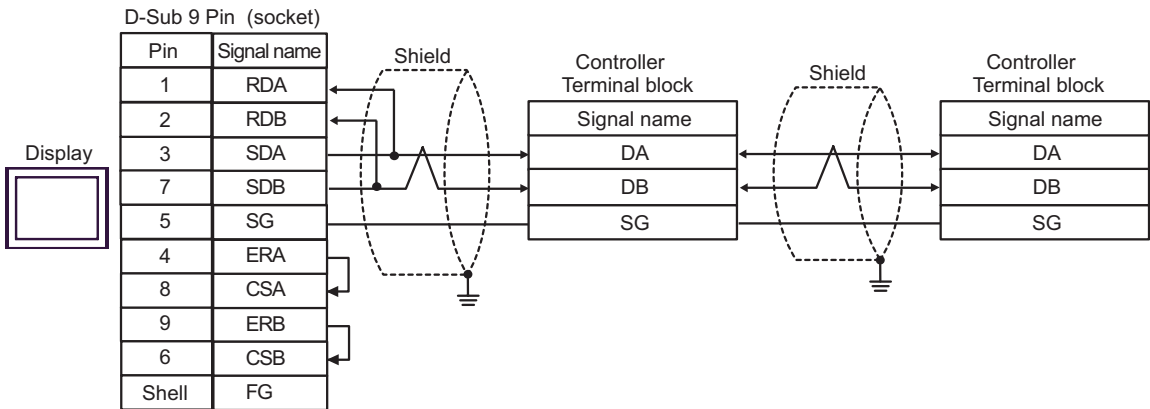 D-Sub 9 Pin (socket)
Pin Signal name
1 RDA
2 RDB
3 SDA
7 SDB
5 SG
4 ERA
8 CSA
9 ERB
6 CSB
Shell FG
Display
Shield
Controller
Terminal block
Signal name
DA
DB
SG
Shield
Controller
Terminal block
Signal name
DA
DB
SG